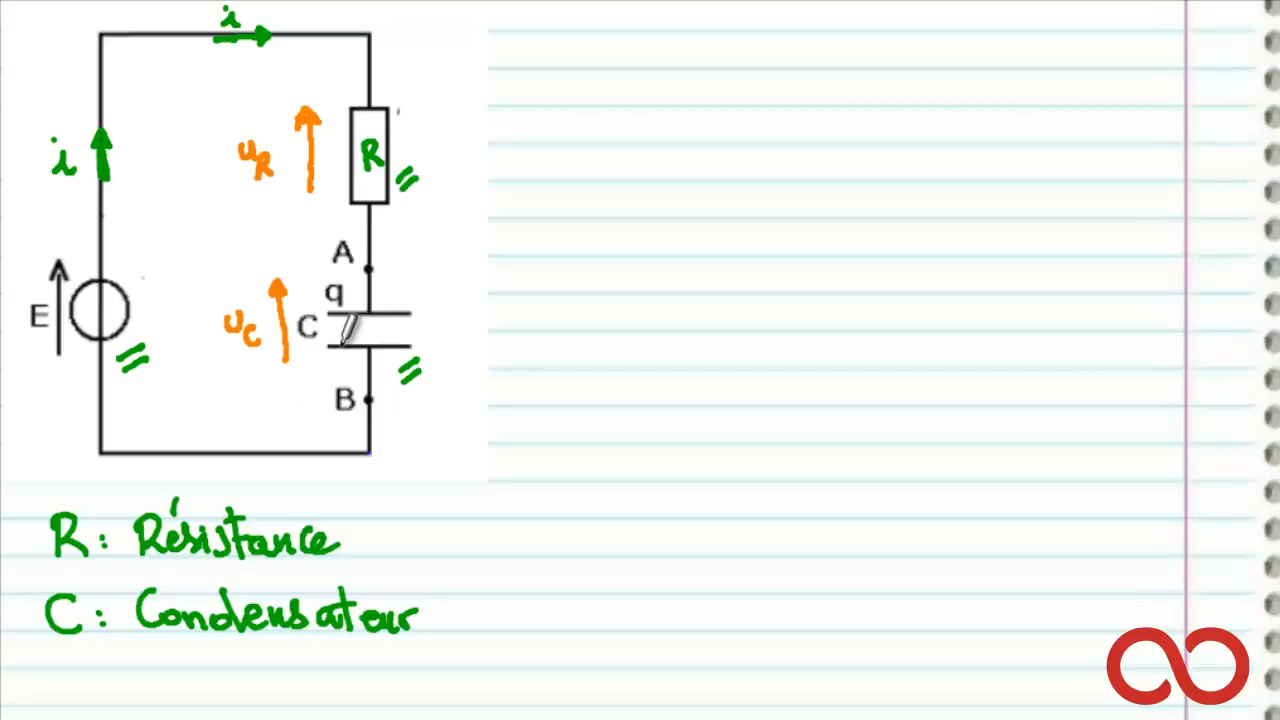 i
i
u_R
R
A
q
E
u_C
C
B
R : Résistance
C : Condensateur